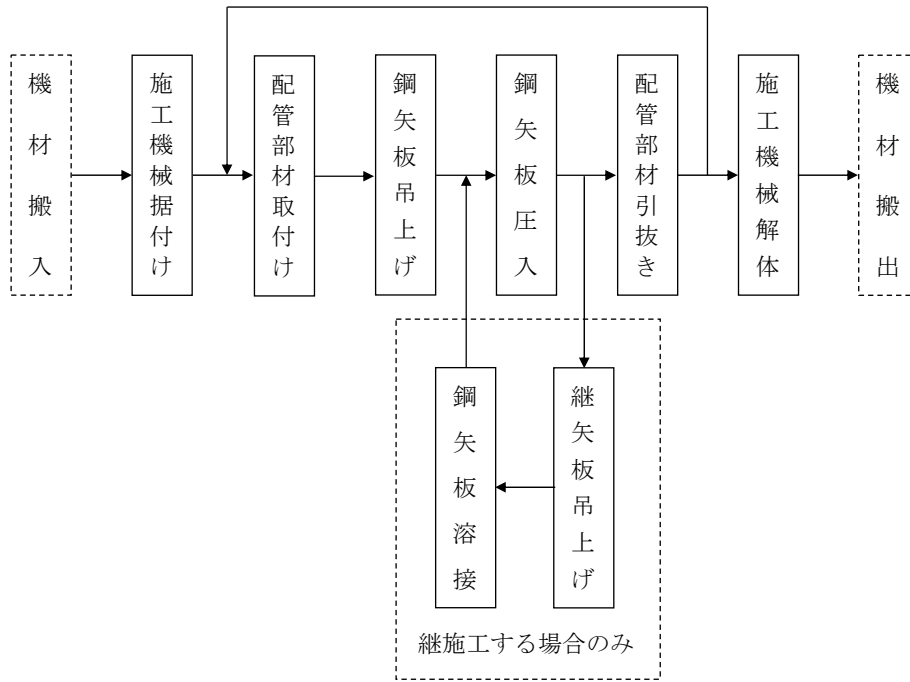 機材搬入
施工機械据付け
配管部材取付け
鋼矢板吊上げ
鋼矢板圧入
配管部材引抜き
施工機械解体
機材搬出
鋼矢板溶接
継矢板吊上げ
継施工する場合のみ